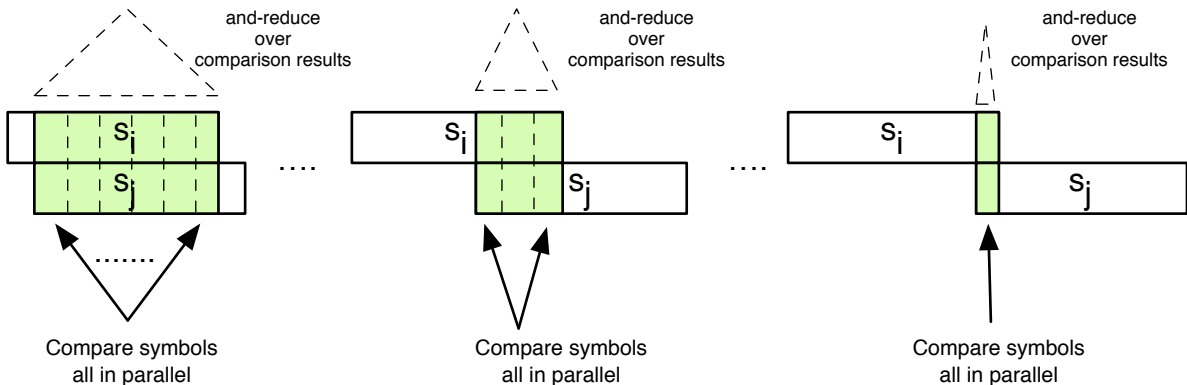 and-reduce
over
comparison results
and-reduce
over
comparison results
and-reduce
over
comparison results
Si
Sj
....
Si
Sj
....
Si
Sj
.......
Compare symbols
all in parallel
Compare symbols
all in parallel
Compare symbols
all in parallel